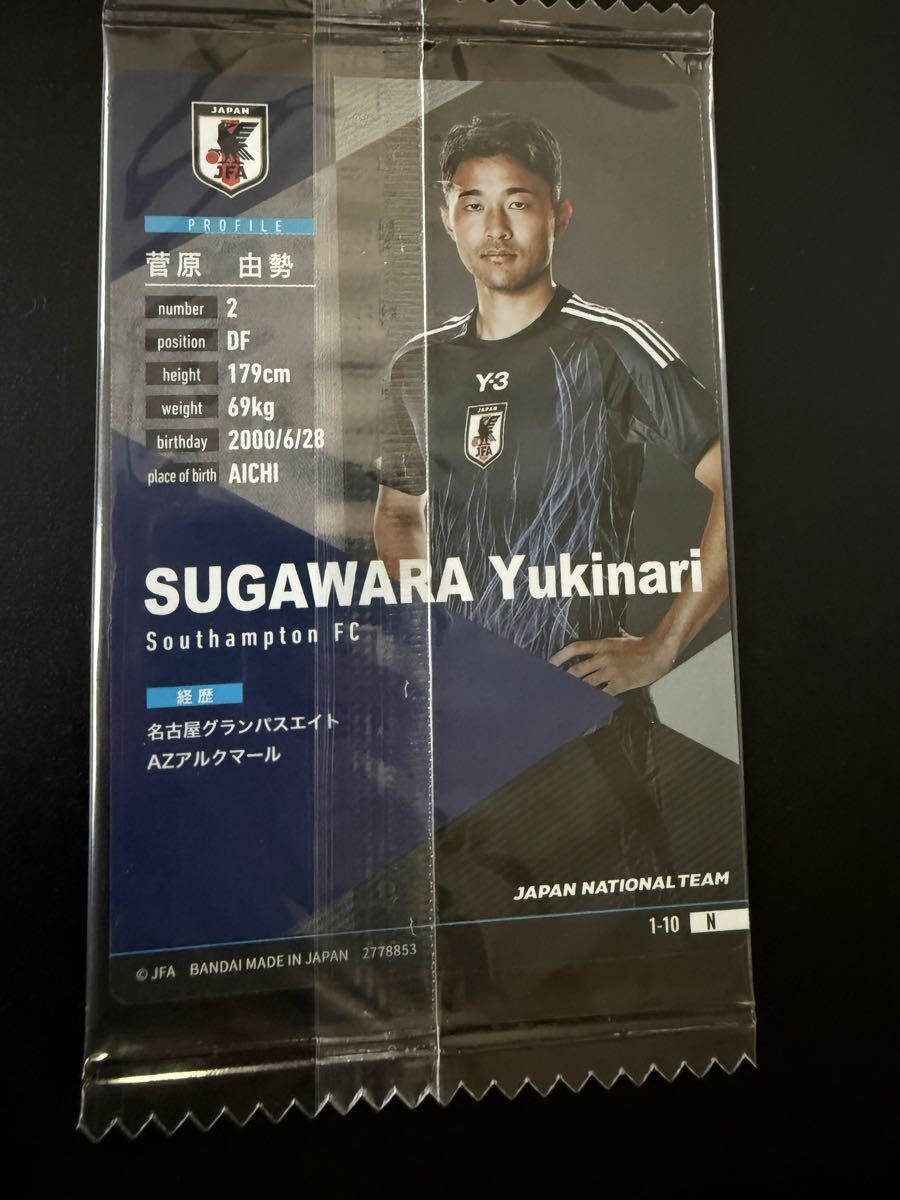 JAPAN
JFA
PROFILE
菅原 由勢
number 2
position DF
height 179cm
weight 69kg
birthday 2000/6/28
place of birth AICHI
Y-3
JAPAN
JFA
SUGAWARA Yukinari
Southampton FC
経歴
名古屋グランパスエイト
AZアルクマール
JAPAN NATIONAL TEAM
1-10 N
© JFA BANDAI MADE IN JAPAN 2778853